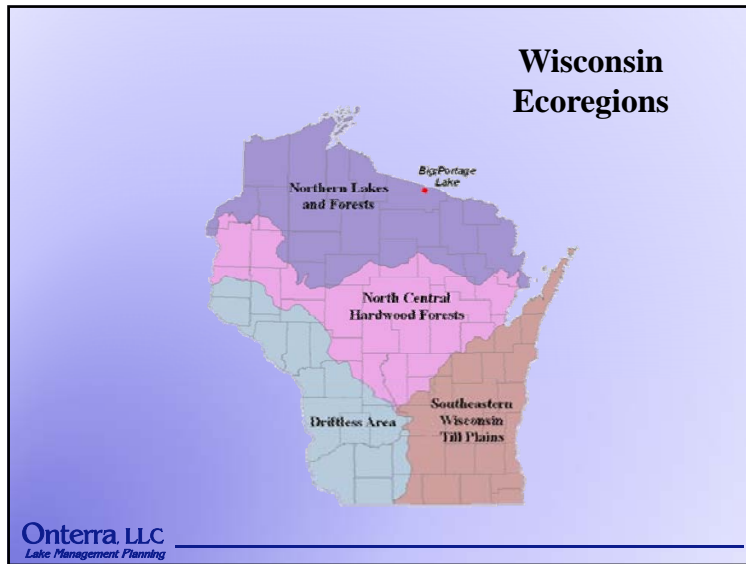 Wisconsin
Ecoregions
Big Portage
Lake
Northern Lakes
and Forests
North Central
Hardwood Forests
Driftless Area
Southeastern
Wisconsin
Till Plains
Onterra, LLC
Lake Management Planning